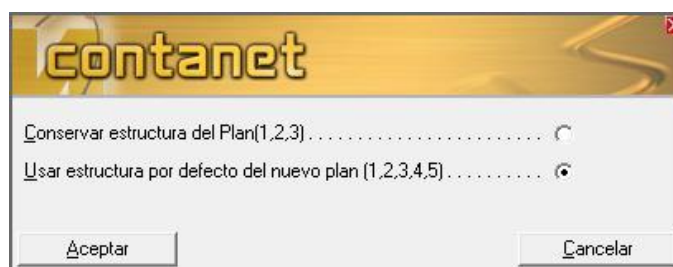 contanet
Conservar estructura del Plan(1,2,3) . . . . . . . . . . . . . . . . . . . . . . . .
Usar estructura por defecto del nuevo plan (1,2,3,4,5) . . . . . . . . . .
Aceptar Cancelar